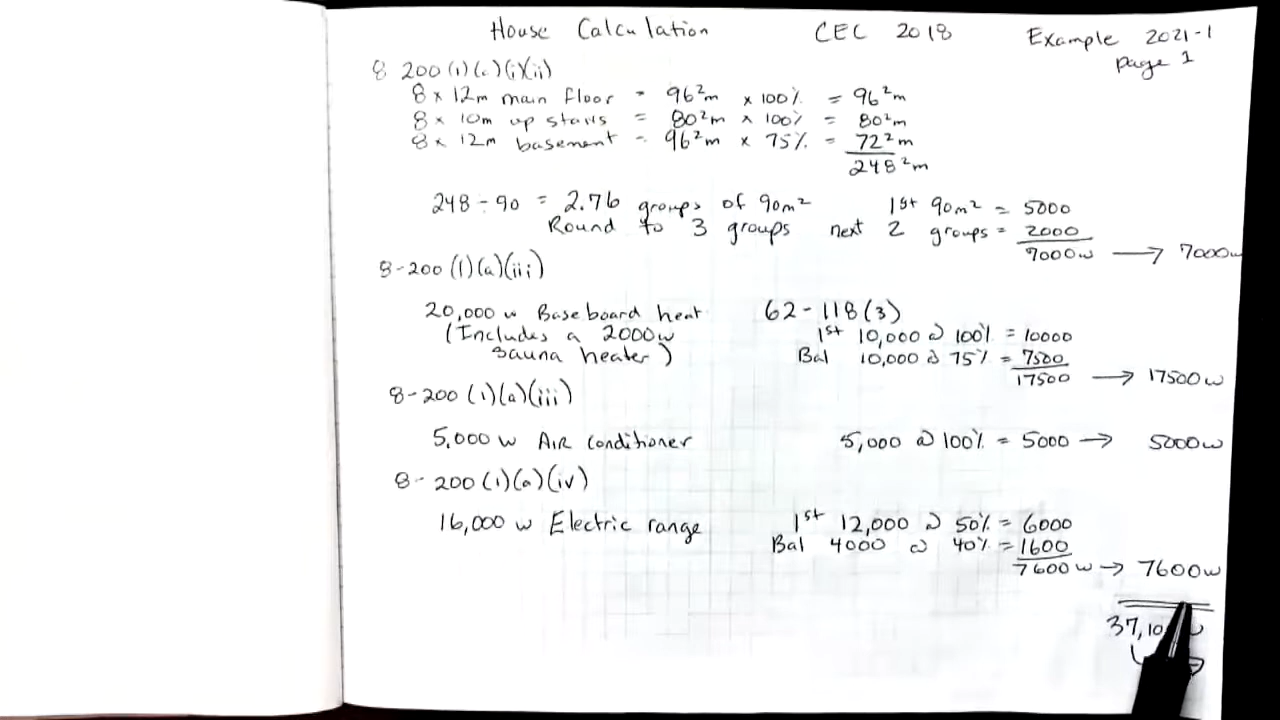 House Calculation CEC 2018 Example 2021-1
page 1
8 200 (1)(a)(i)(ii)
8 x 12m main floor = 96²m x 100% = 96²m
8 x 10m up stairs = 80²m x 100% = 80²m
8 x 12m basement = 96²m x 75% = 72²m
248²m
248 ÷ 90 = 2.76 groups of 90m² 1st 90m² = 5000
Round to 3 groups next 2 groups = 2000
7000w → 7000w
8-200 (1)(a)(iii)
20,000 w Baseboard heat 62-118(3)
(Includes a 2000w 1st 10,000 @ 100% = 10000
sauna heater) Bal 10,000 @ 75% = 7500
17500 → 17500w
8-200 (1)(a)(iii)
5,000 w AIR conditioner 5,000 @ 100% = 5000 → 5000w
8-200 (1)(a)(iv)
16,000 w Electric range 1st 12,000 @ 50% = 6000
Bal 4000 @ 40% = 1600
7600w → 7600w
37,10